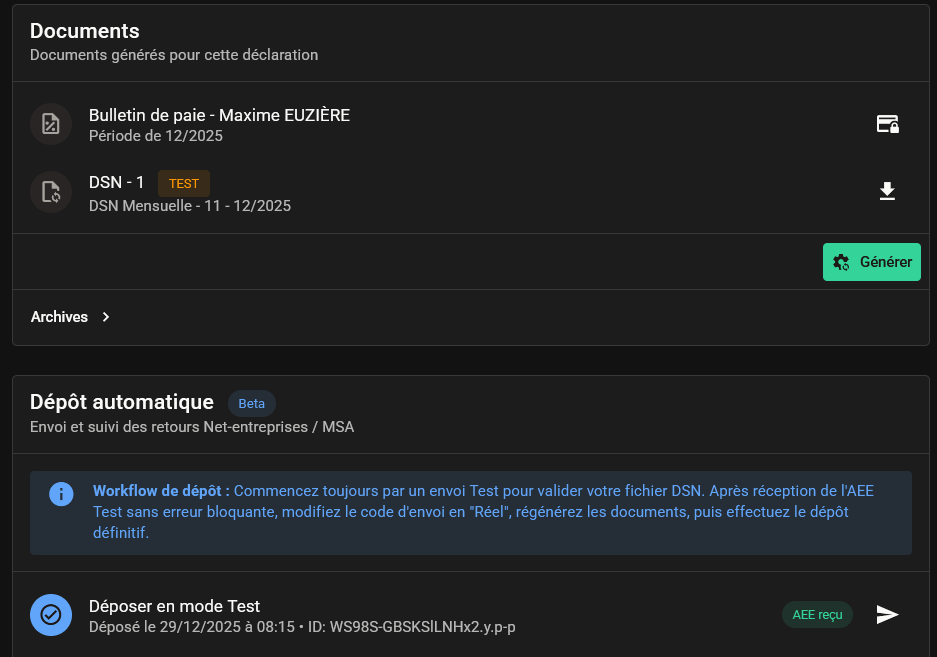 Documents
Documents générés pour cette déclaration
Bulletin de paie - Maxime EUZIÈRE
Période de 12/2025
DSN - 1 TEST
DSN Mensuelle - 11 - 12/2025
Générer
Archives
Dépôt automatique Beta
Envoi et suivi des retours Net-entreprises / MSA
Workflow de dépôt : Commencez toujours par un envoi Test pour valider votre fichier DSN. Après réception de l'AEE
Test sans erreur bloquante, modifiez le code d'envoi en "Réel", régénérez les documents, puis effectuez le dépôt
définitif.
Déposer en mode Test
Déposé le 29/12/2025 à 08:15 • ID: WS98S-GBSKSlLNHx2.y.p-p
AEE reçu